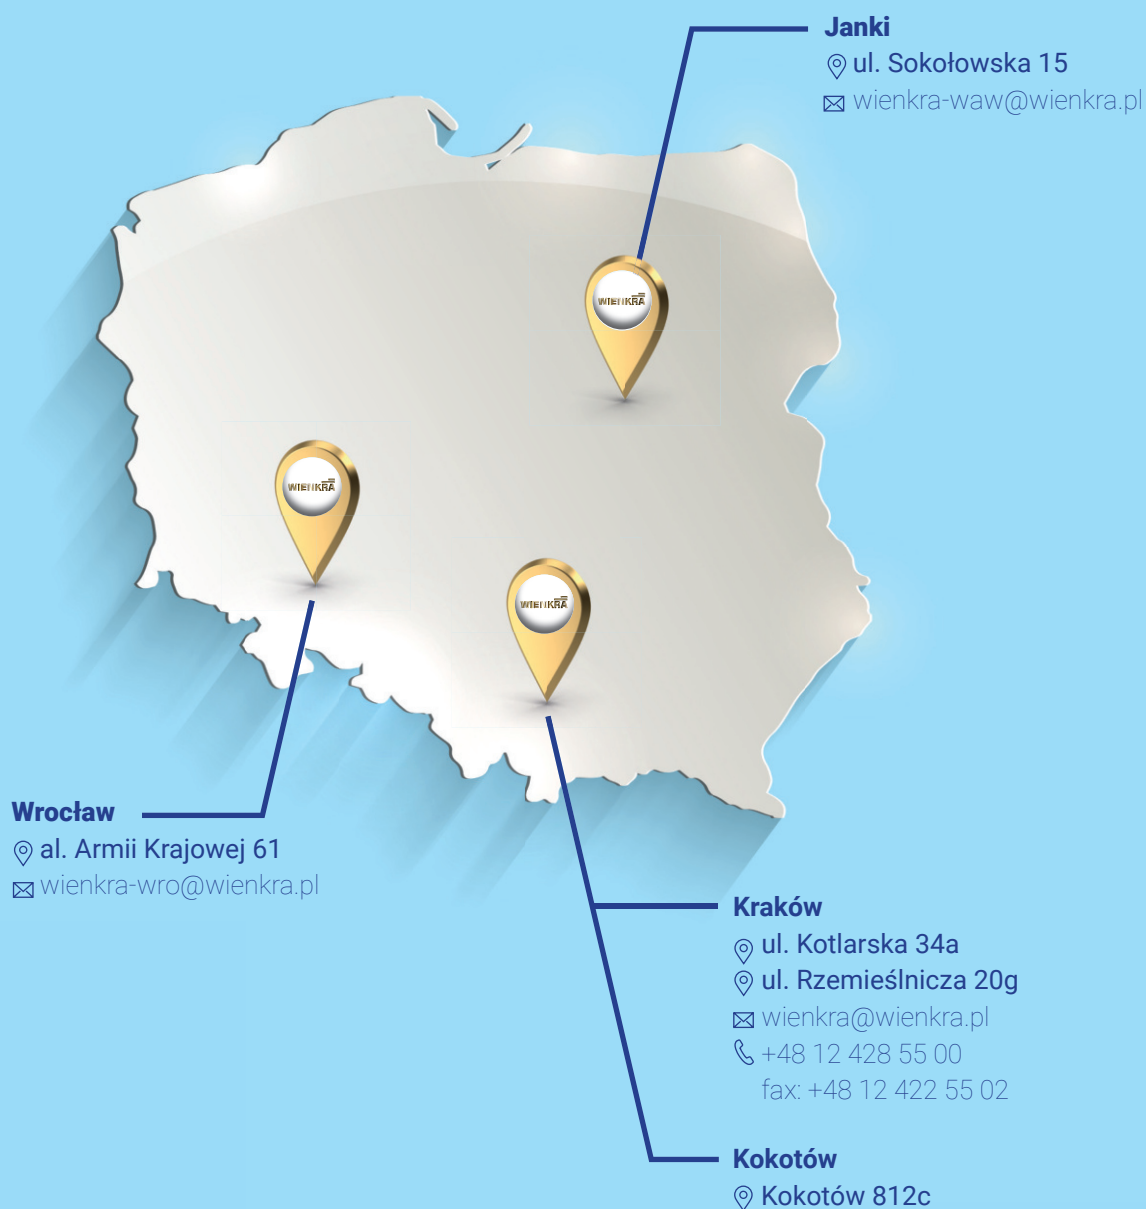 Janki
ul. Sokołowska 15
wienkra-waw@wienkra.pl
WIENKRA
WIENKRA
WIENKRA
Wrocław
al. Armii Krajowej 61
wienkra-wro@wienkra.pl
Kraków
ul. Kotlarska 34a
ul. Rzemieślnicza 20g
wienkra@wienkra.pl
+48 12 428 55 00
fax: +48 12 422 55 02
Kokotów
Kokotów 812c